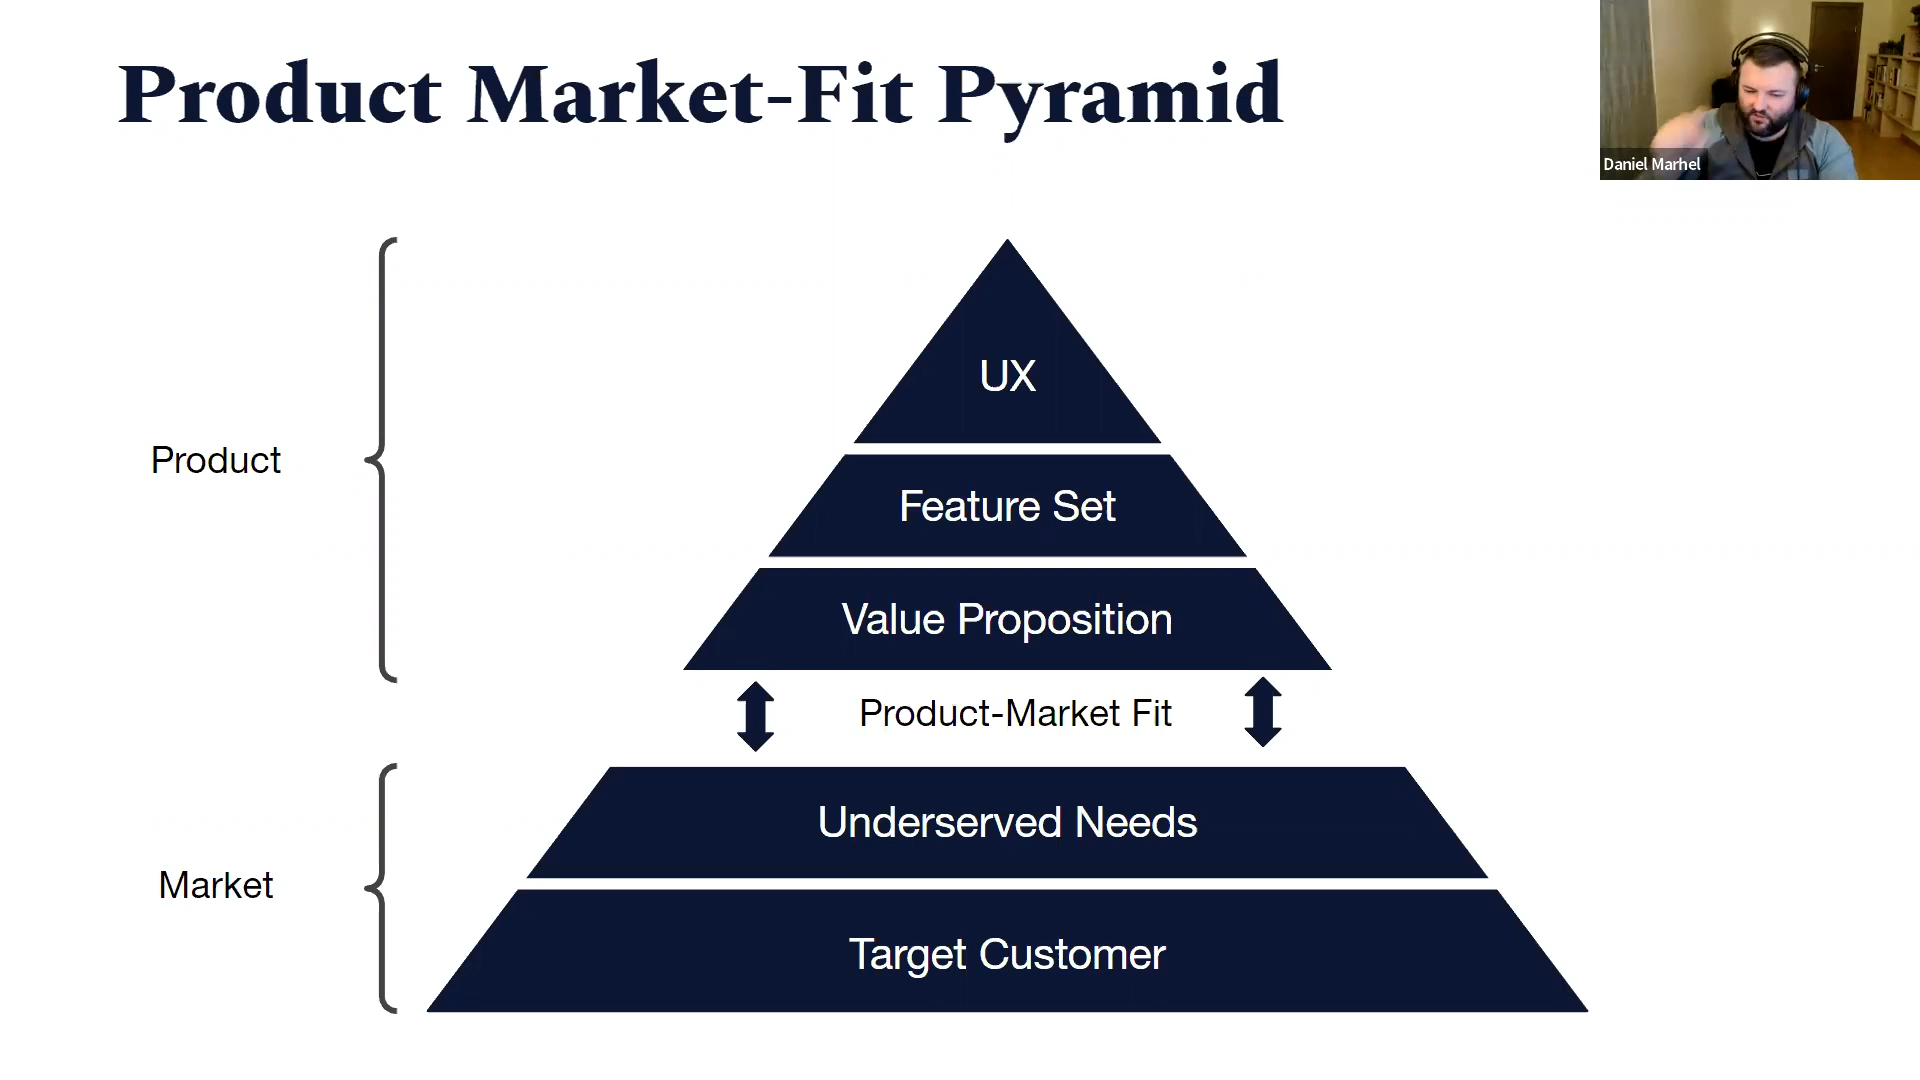 Product Market-Fit Pyramid
Daniel Marhel
UX
Product
Feature Set
Value Proposition
Product-Market Fit
Underserved Needs
Market
Target Customer